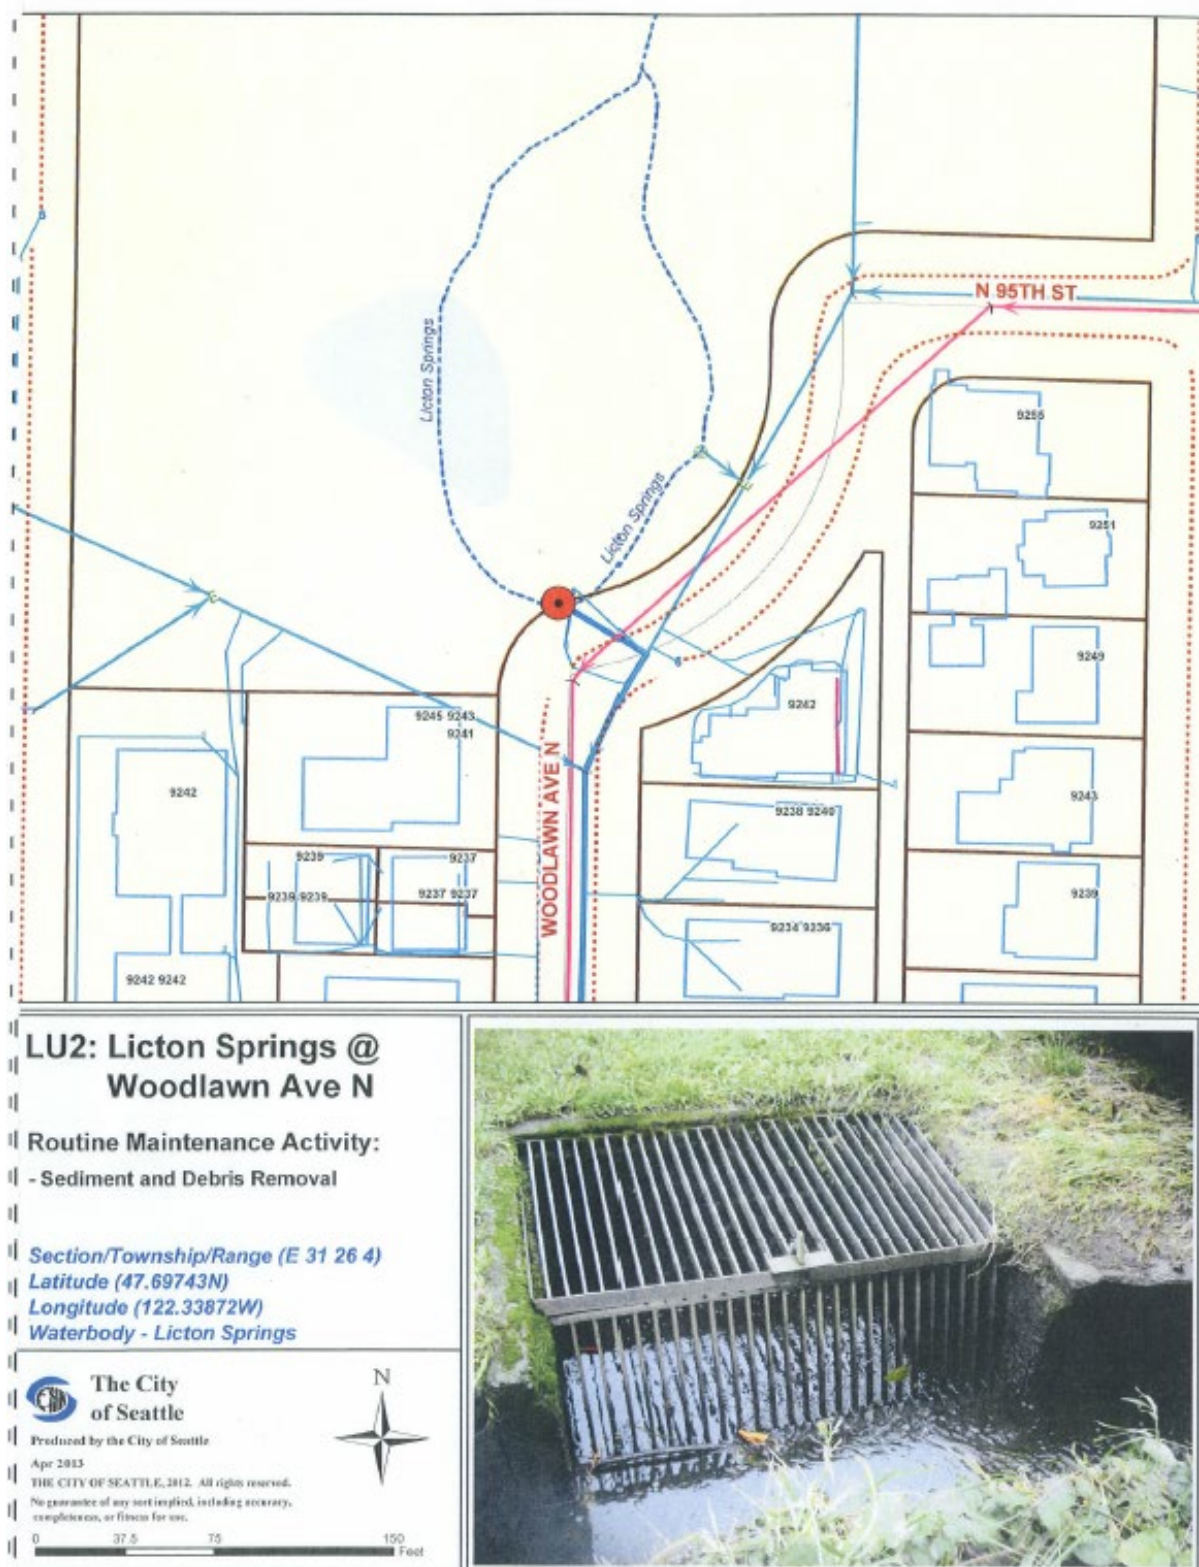 N 95TH ST
Licton Springs
Licton Springs
9255
9251
9249
9242
9245 9243
9241
WOODLAWN AVE N
9242
9238 9240
9243
9239
9237
9239 9239
9237 9237
9239
9234 9236
9242 9242
LU2: Licton Springs @
Woodlawn Ave N
Routine Maintenance Activity:
- Sediment and Debris Removal
Section/Township/Range (E 31 26 4)
Latitude (47.69743N)
Longitude (122.33872W)
Waterbody - Licton Springs
The City
of Seattle
N
Produced by the City of Seattle
Apr 2013
THE CITY OF SEATTLE, 2012. All rights reserved.
No guarantee of any sort implied, including accuracy,
completeness, or fitness for use.
0 37.5 75 150
Feet